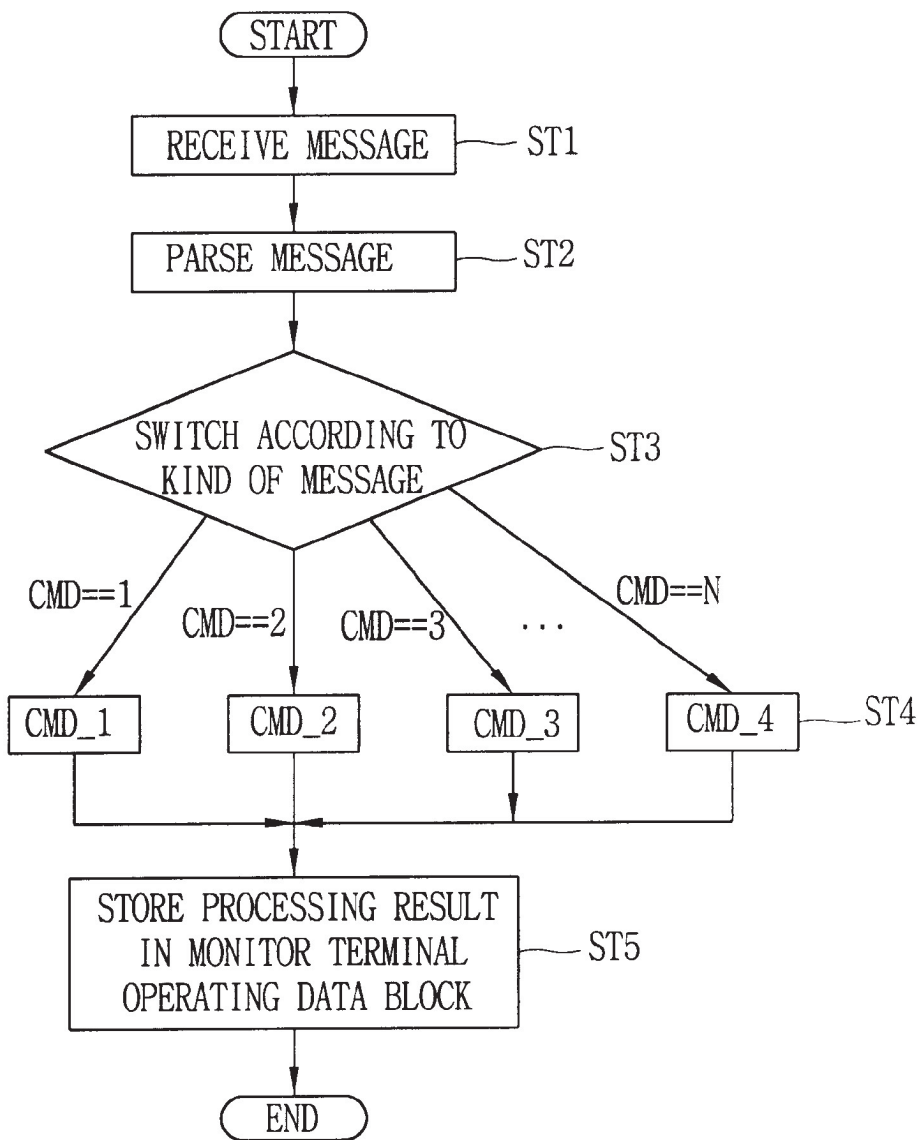 START
RECEIVE MESSAGE
ST1
PARSE MESSAGE
ST2
SWITCH ACCORDING TO
KIND OF MESSAGE
ST3
CMD==1
CMD==2
CMD==3
...
CMD==N
CMD_1
CMD_2
CMD_3
CMD_4
ST4
STORE PROCESSING RESULT
IN MONITOR TERMINAL
OPERATING DATA BLOCK
ST5
END